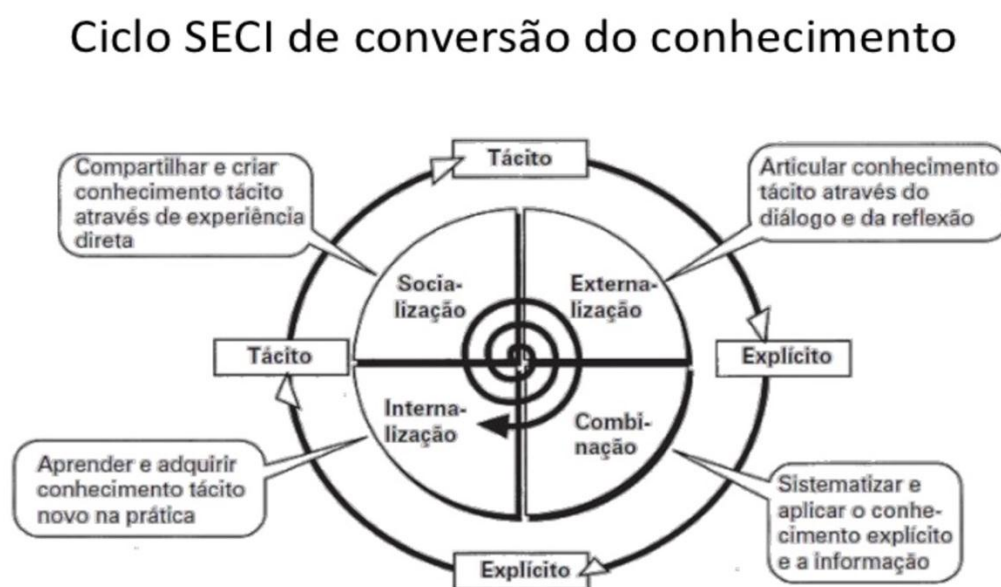 Ciclo SECI de conversão do conhecimento
Tácito
Compartilhar e criar
conhecimento tácito
através de experiência
direta
Articular conhecimento
tácito através do
diálogo e da reflexão
Socia-
lização
Externa-
lização
Tácito
Explícito
Interna-
lização
Combi-
nação
Aprender e adquirir
conhecimento tácito
novo na prática
Sistematizar e
aplicar o conhe-
cimento explícito
e a informação
Explícito